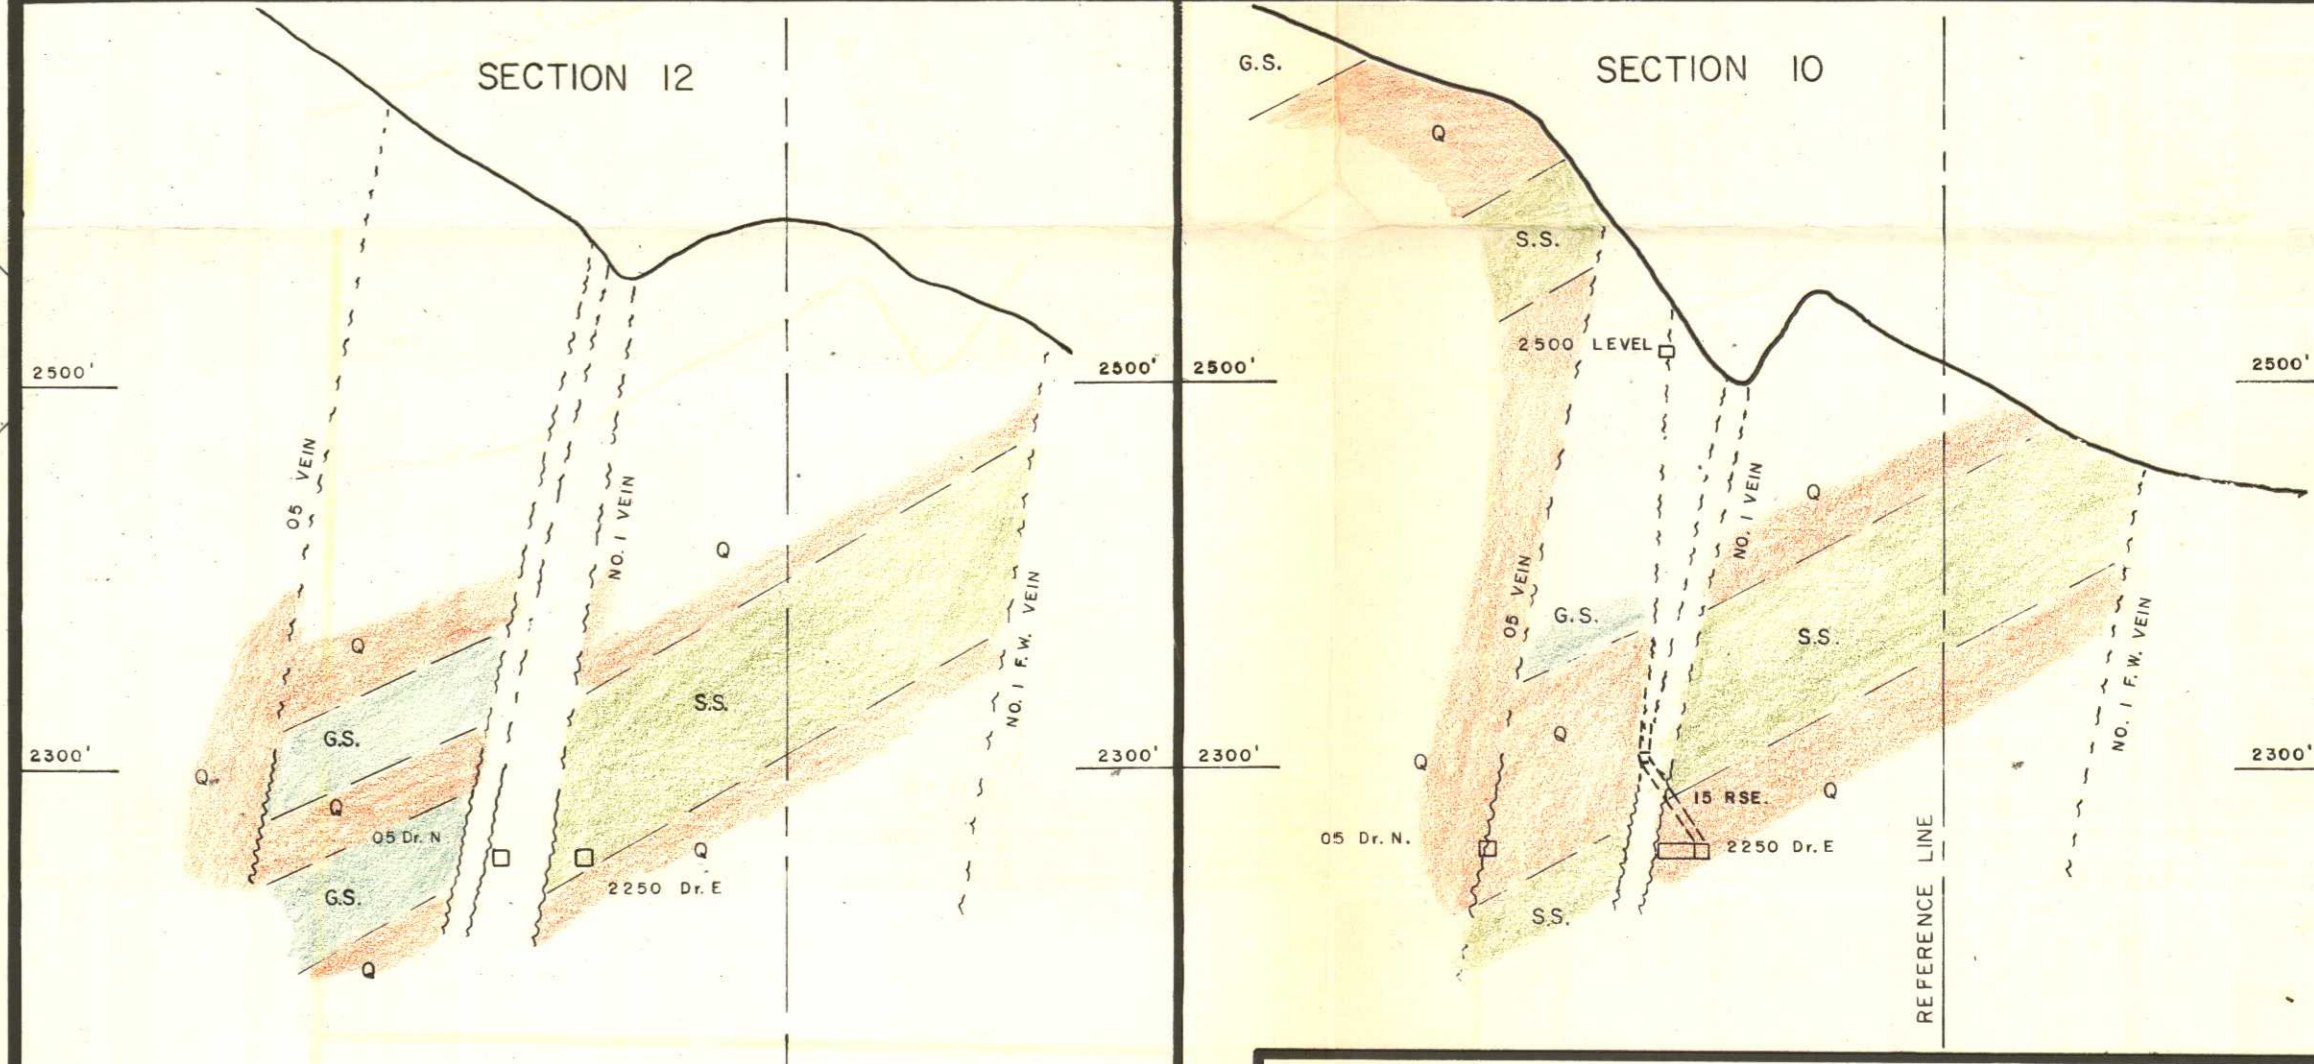 SECTION 12
2500'
2500'
05 VEIN
NO. 1 VEIN
Q
NO. 1 F.W. VEIN
Q
S.S.
G.S.
2300'
2300'
Q
Q
05 Dr. N
Q
G.S.
2250 Dr. E
Q
SECTION 10
G.S.
Q
S.S.
2500 LEVEL
2500'
2500'
NO. 1 VEIN
Q
05 VEIN
G.S.
S.S.
NO. 1 F.W. VEIN
Q
Q
2300'
2300'
15 RSE.
Q
05 Dr. N.
2250 Dr. E
S.S.
REFERENCE LINE